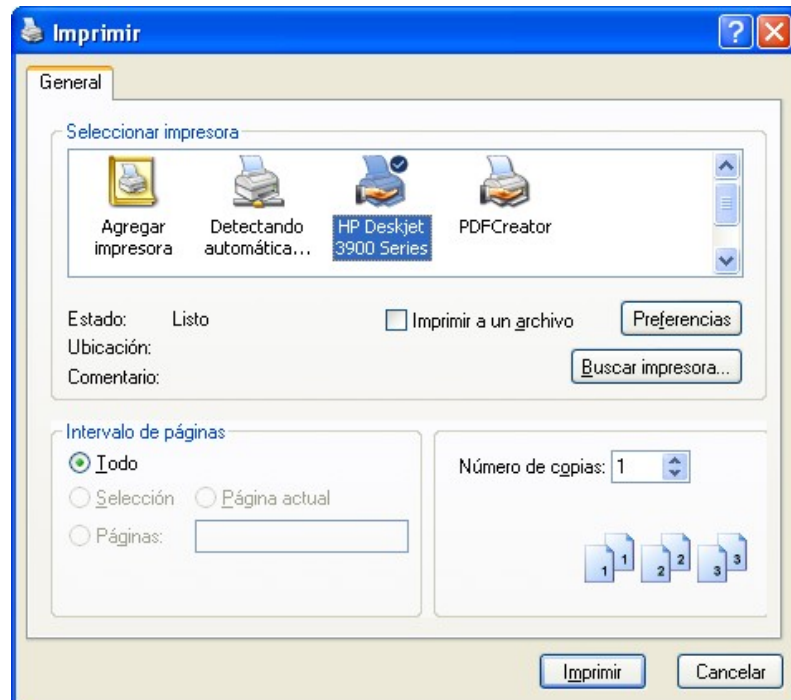 Imprimir
General
Seleccionar impresora
Agregar
impresora
Detectando
automática...
HP Deskjet
3900 Series
PDFCreator
Estado: Listo
Imprimir a un archivo
Preferencias
Ubicación:
Comentario:
Buscar impresora...
Intervalo de páginas
Todo
Selección
Página actual
Páginas:
Número de copias: 1
1 1 2 2 3 3
Imprimir
Cancelar